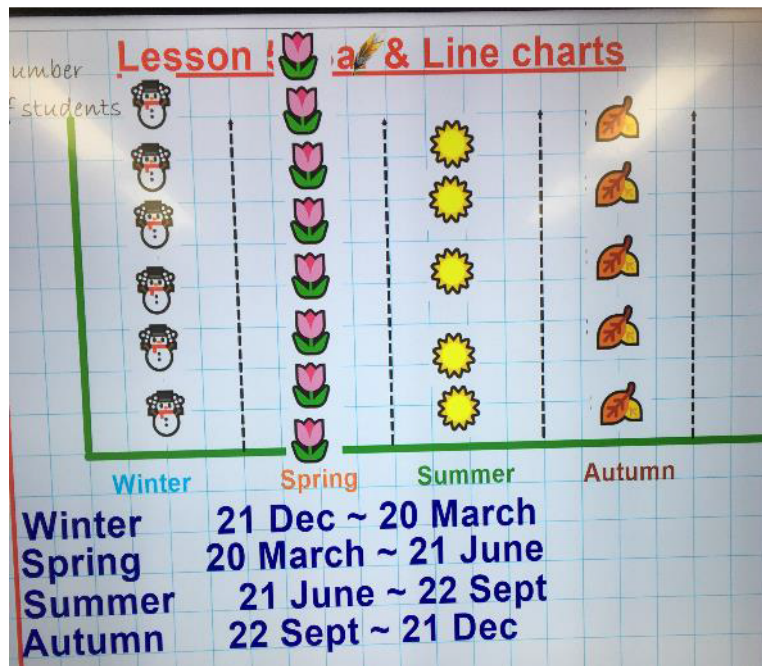 Lesson & Line charts
umber
f students
Winter Spring Summer Autumn
Winter 21 Dec ~ 20 March
Spring 20 March ~ 21 June
Summer 21 June ~ 22 Sept
Autumn 22 Sept ~ 21 Dec